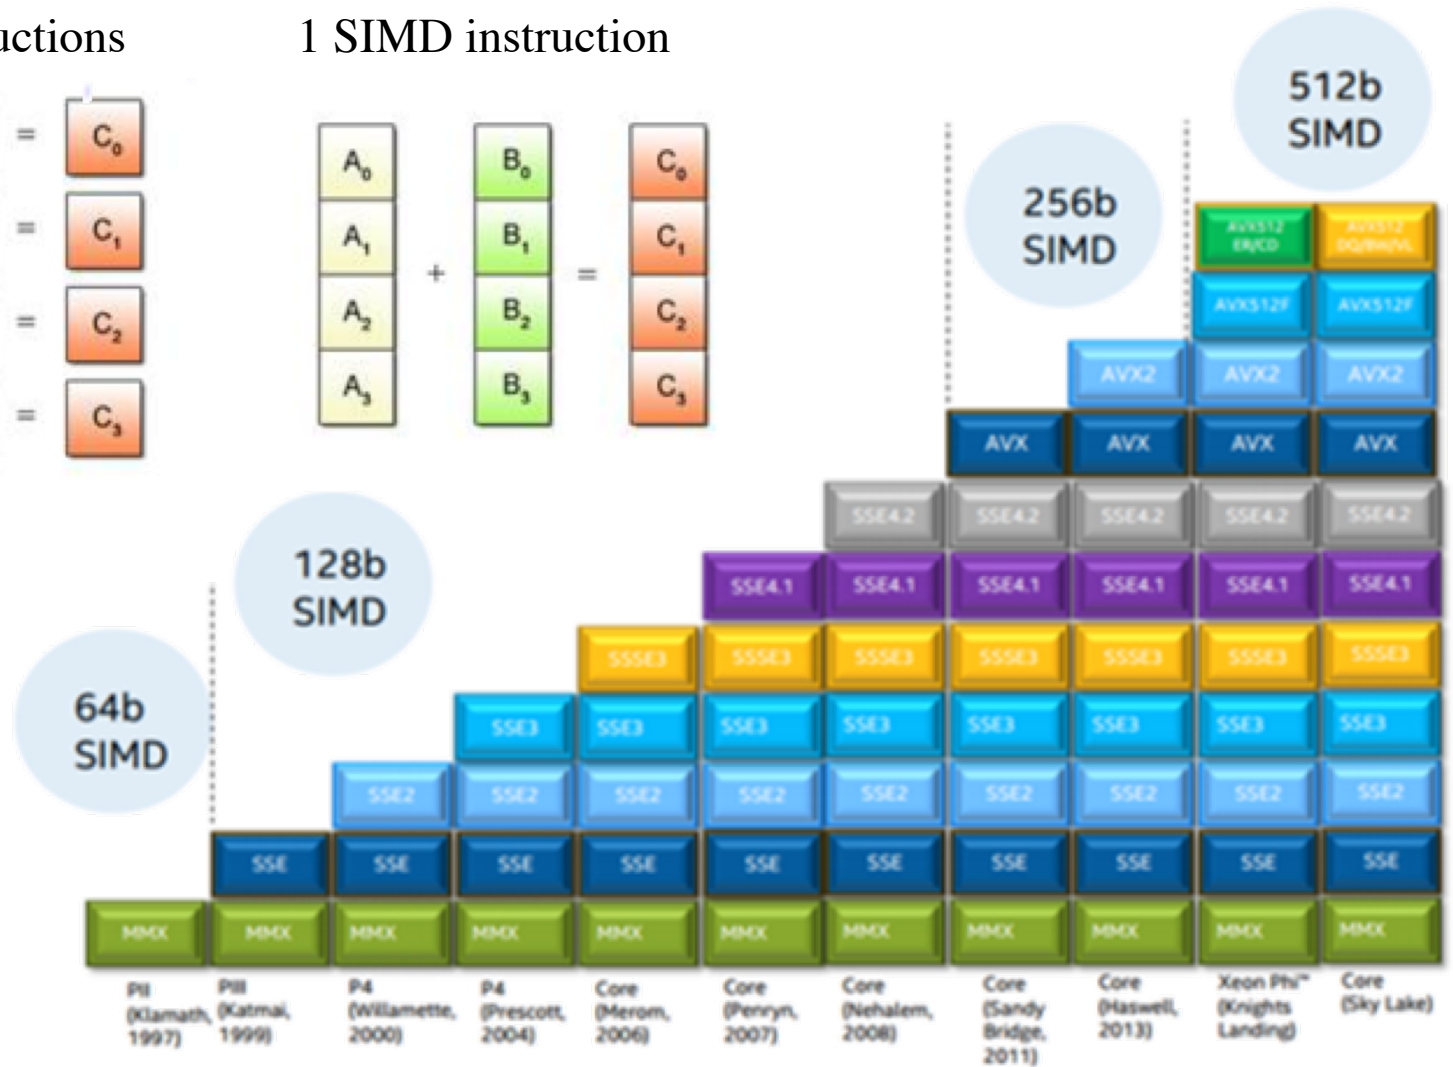 uctions
1 SIMD instruction
= C0
= C1
= C2
= C3
A0 B0 C0
A1 B1 C1
+ =
A2 B2 C2
A3 B3 C3
512b
SIMD
256b
SIMD
128b
SIMD
64b
SIMD
AVX512 AVX512
ER/CD DQ/BW/VL
AVX512F AVX512F
AVX2 AVX2 AVX2
AVX AVX AVX AVX
SSE4.2 SSE4.2 SSE4.2 SSE4.2 SSE4.2
SSE4.1 SSE4.1 SSE4.1 SSE4.1 SSE4.1 SSE4.1
SSSE3 SSSE3 SSSE3 SSSE3 SSSE3 SSSE3 SSSE3
SSE3 SSE3 SSE3 SSE3 SSE3 SSE3 SSE3 SSE3
SSE2 SSE2 SSE2 SSE2 SSE2 SSE2 SSE2 SSE2 SSE2
SSE SSE SSE SSE SSE SSE SSE SSE SSE SSE
MMX MMX MMX MMX MMX MMX MMX MMX MMX MMX MMX
PII
(Klamath,
1997)
PIII
(Katmai,
1999)
P4
(Willamette,
2000)
P4
(Prescott,
2004)
Core
(Merom,
2006)
Core
(Penryn,
2007)
Core
(Nehalem,
2008)
Core
(Sandy
Bridge,
2011)
Core
(Haswell,
2013)
Xeon Phi™
(Knights
Landing)
Core
(Sky Lake)